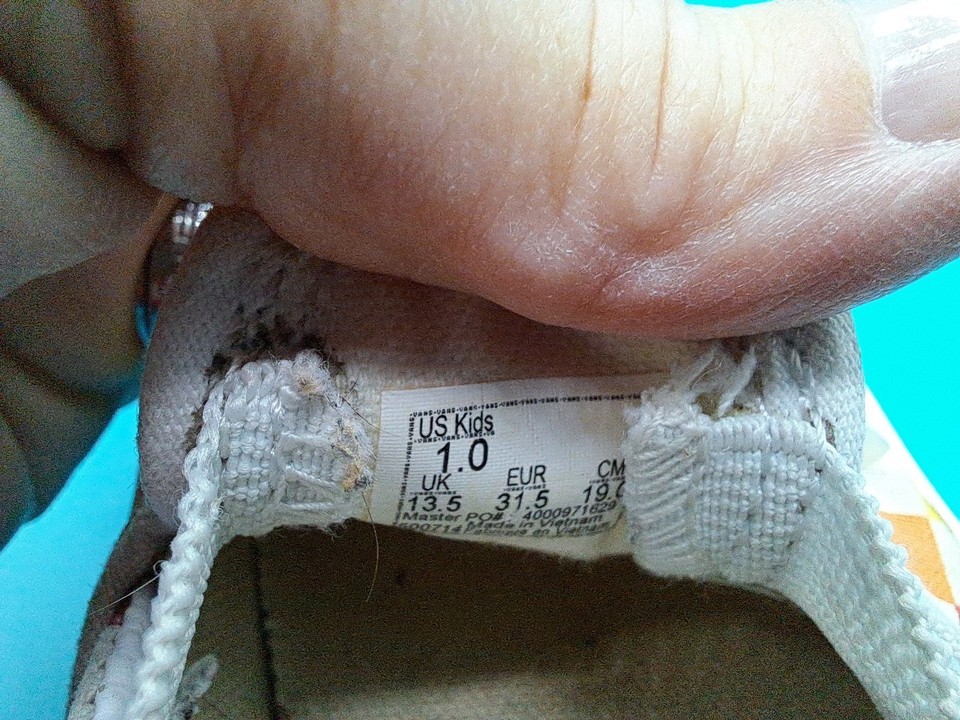 US Kids
1.0
UK EUR CM
13.5 31.5 19.0
Master PO#: 4000971629
Made in Vietnam